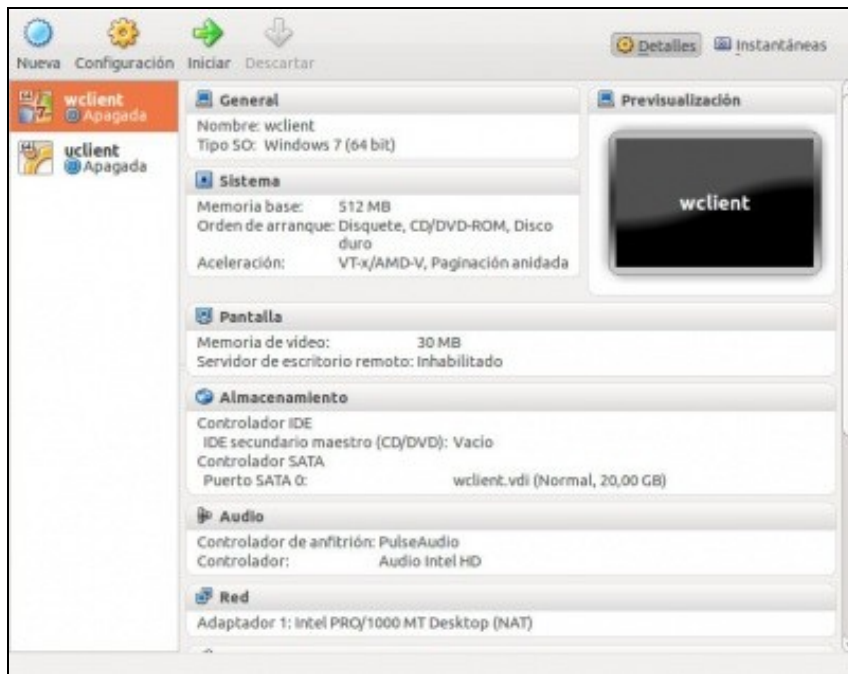 Nueva Configuración Iniciar Descartar
Detalles Instantáneas
wclient
Apagada
uclient
Apagada
General
Nombre: wclient
Tipo SO: Windows 7 (64 bit)
Sistema
Memoria base: 512 MB
Orden de arranque: Disquete, CD/DVD-ROM, Disco
duro
Aceleración: VT-x/AMD-V, Paginación anidada
Previsualización
wclient
Pantalla
Memoria de vídeo: 30 MB
Servidor de escritorio remoto: Inhabilitado
Almacenamiento
Controlador IDE
IDE secundario maestro (CD/DVD): Vacío
Controlador SATA
Puerto SATA 0: wclient.vdi (Normal, 20,00 GB)
Audio
Controlador de anfitrión: PulseAudio
Controlador: Audio Intel HD
Red
Adaptador 1: Intel PRO/1000 MT Desktop (NAT)